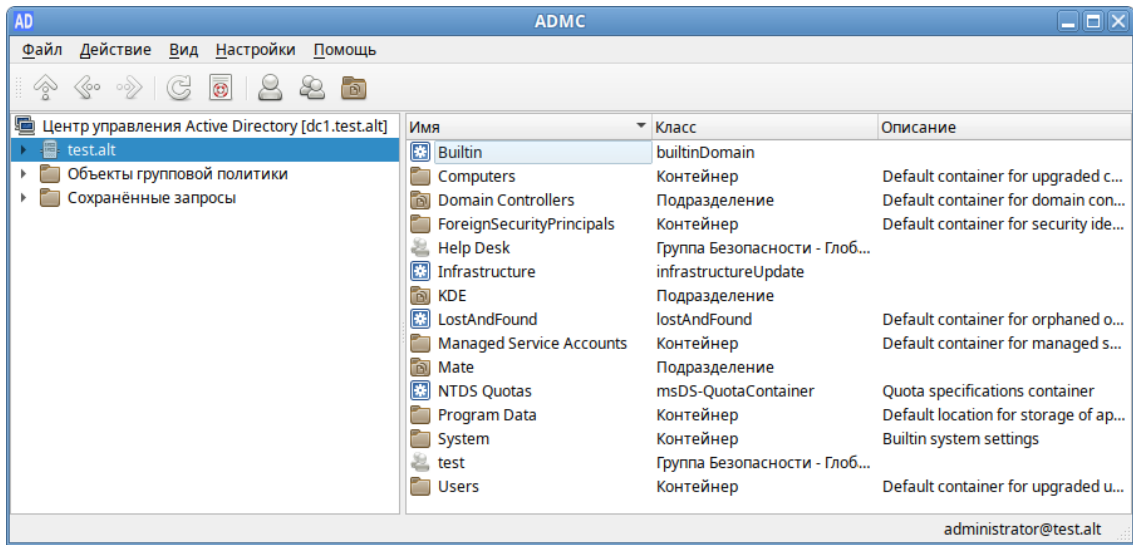 AD ADMC
Файл Действие Вид Настройки Помощь
Центр управления Active Directory [dc1.test.alt]
test.alt
Объекты групповой политики
Сохранённые запросы
Имя Класс Описание
Builtin builtinDomain
Computers Контейнер Default container for upgraded c...
Domain Controllers Подразделение Default container for domain con...
ForeignSecurityPrincipals Контейнер Default container for security ide...
Help Desk Группа Безопасности - Глоб...
Infrastructure infrastructureUpdate
KDE Подразделение
LostAndFound lostAndFound Default container for orphaned o...
Managed Service Accounts Контейнер Default container for managed s...
Mate Подразделение
NTDS Quotas msDS-QuotaContainer Quota specifications container
Program Data Контейнер Default location for storage of ap...
System Контейнер Builtin system settings
test Группа Безопасности - Глоб...
Users Контейнер Default container for upgraded u...
administrator@test.alt